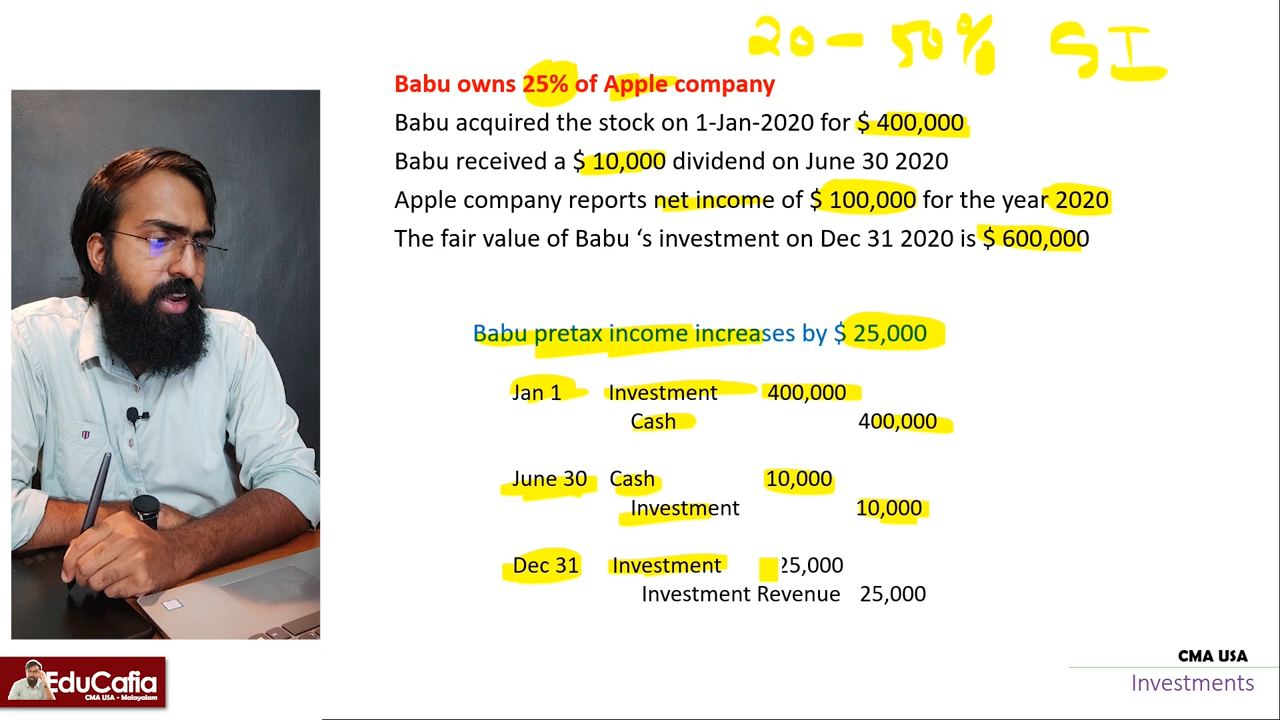 20 - 50% SI
Babu owns 25% of Apple company
Babu acquired the stock on 1-Jan-2020 for $ 400,000
Babu received a $ 10,000 dividend on June 30 2020
Apple company reports net income of $ 100,000 for the year 2020
The fair value of Babu ‘s investment on Dec 31 2020 is $ 600,000
Babu pretax income increases by $ 25,000
Jan 1 Investment 400,000
Cash 400,000
June 30 Cash 10,000
Investment 10,000
Dec 31 Investment 25,000
Investment Revenue 25,000
CMA USA
Investments
EduCafia
CMA USA - Malayalam